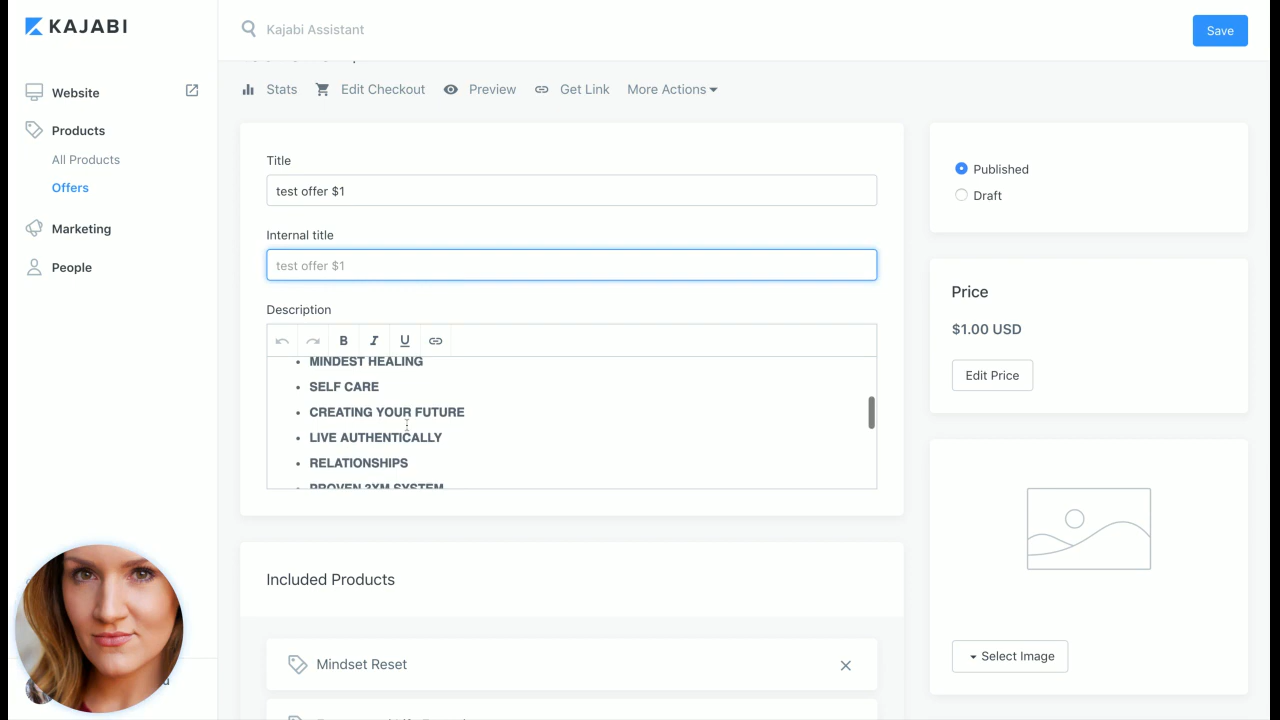 KAJABI
Kajabi Assistant
Save
Website
Products
All Products
Offers
Marketing
People
Stats
Edit Checkout
Preview
Get Link
More Actions
Title
test offer $1
Internal title
test offer $1
Description
B I U
MINDEST HEALING
SELF CARE
CREATING YOUR FUTURE
LIVE AUTHENTICALLY
RELATIONSHIPS
PROVEN 3XM SYSTEM
Included Products
Mindset Reset
Published
Draft
Price
$1.00 USD
Edit Price
Select Image